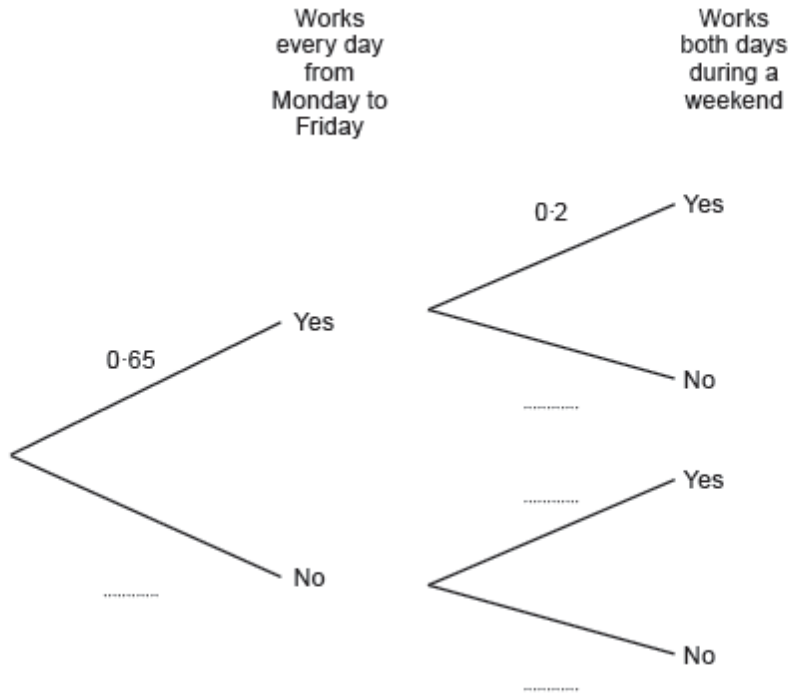 Works
every day
from
Monday to
Friday
Works
both days
during a
weekend
0·2
Yes
Yes
0·65
No
Yes
No
No